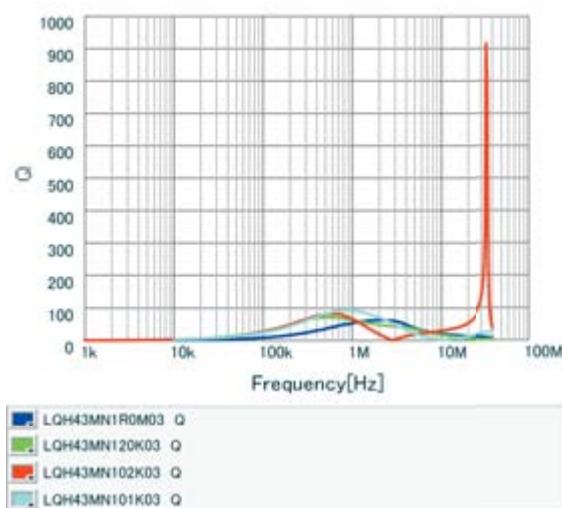 1000
900
800
700
600
500
400
300
200
100
0
Q
1k 10k 100k 1M 10M 100M
Frequency[Hz]
LQH43MN1R0M03 Q
LQH43MN120K03 Q
LQH43MN102K03 Q
LQH43MN101K03 Q